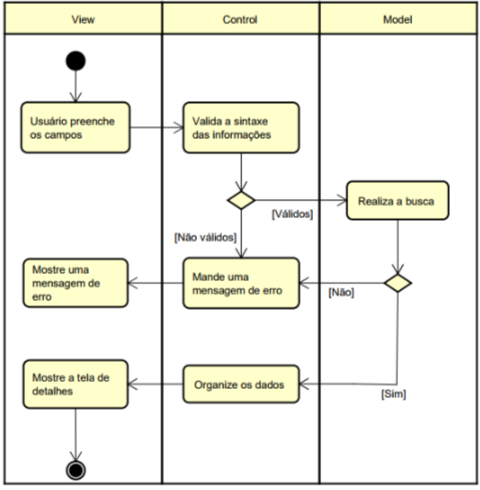 View
Control
Model
Usuário preenche
os campos
Valida a sintaxe
das informações
[Válidos]
Realiza a busca
[Não válidos]
Mostre uma
mensagem de
erro
Mande uma
mensagem de erro
[Não]
Mostre a tela de
detalhes
Organize os dados
[Sim]